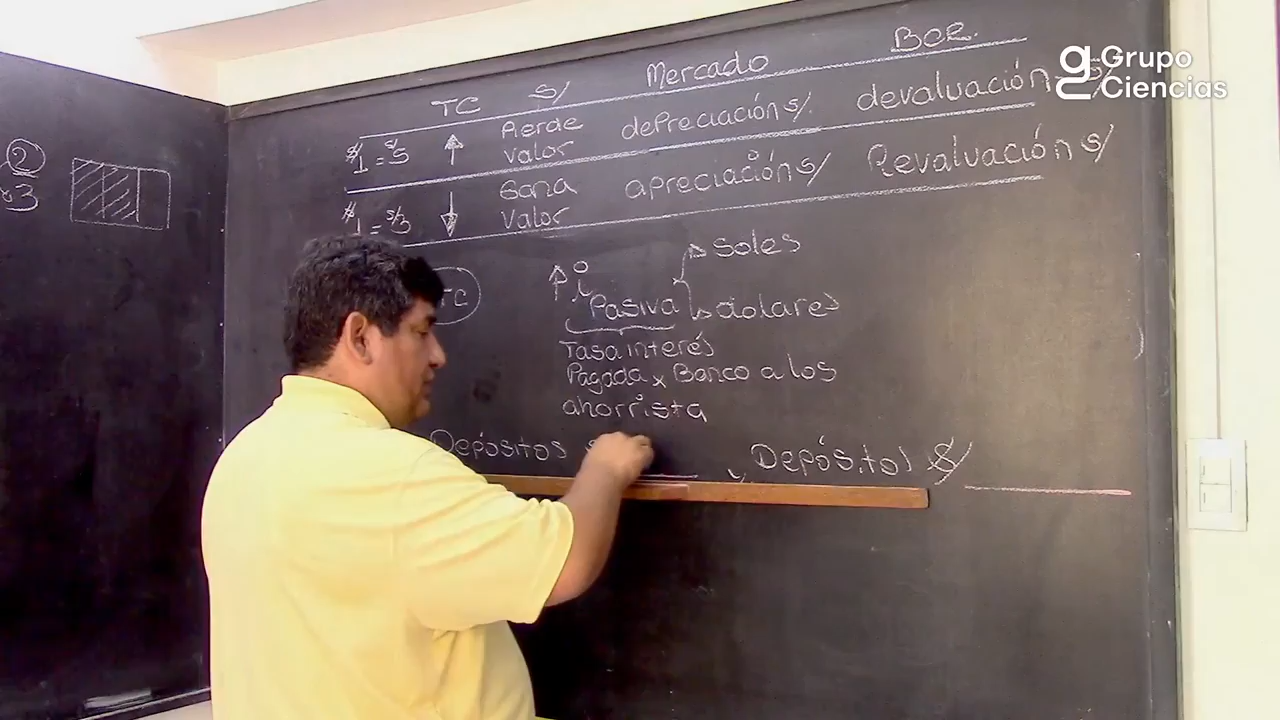 Grupo
Ciencias
TC S/ Mercado BCR.
$1 = S/5 ↑ Pierde valor depreciación S/. devaluación S/
$1 = S/3 ↓ Gana valor apreciación S/ Revaluación S/
②
3
TC
↑ i Pasiva
Soles
dolares
Tasa interés
Pagada x Banco a los
ahorrista
Depósitos
Depósitos $